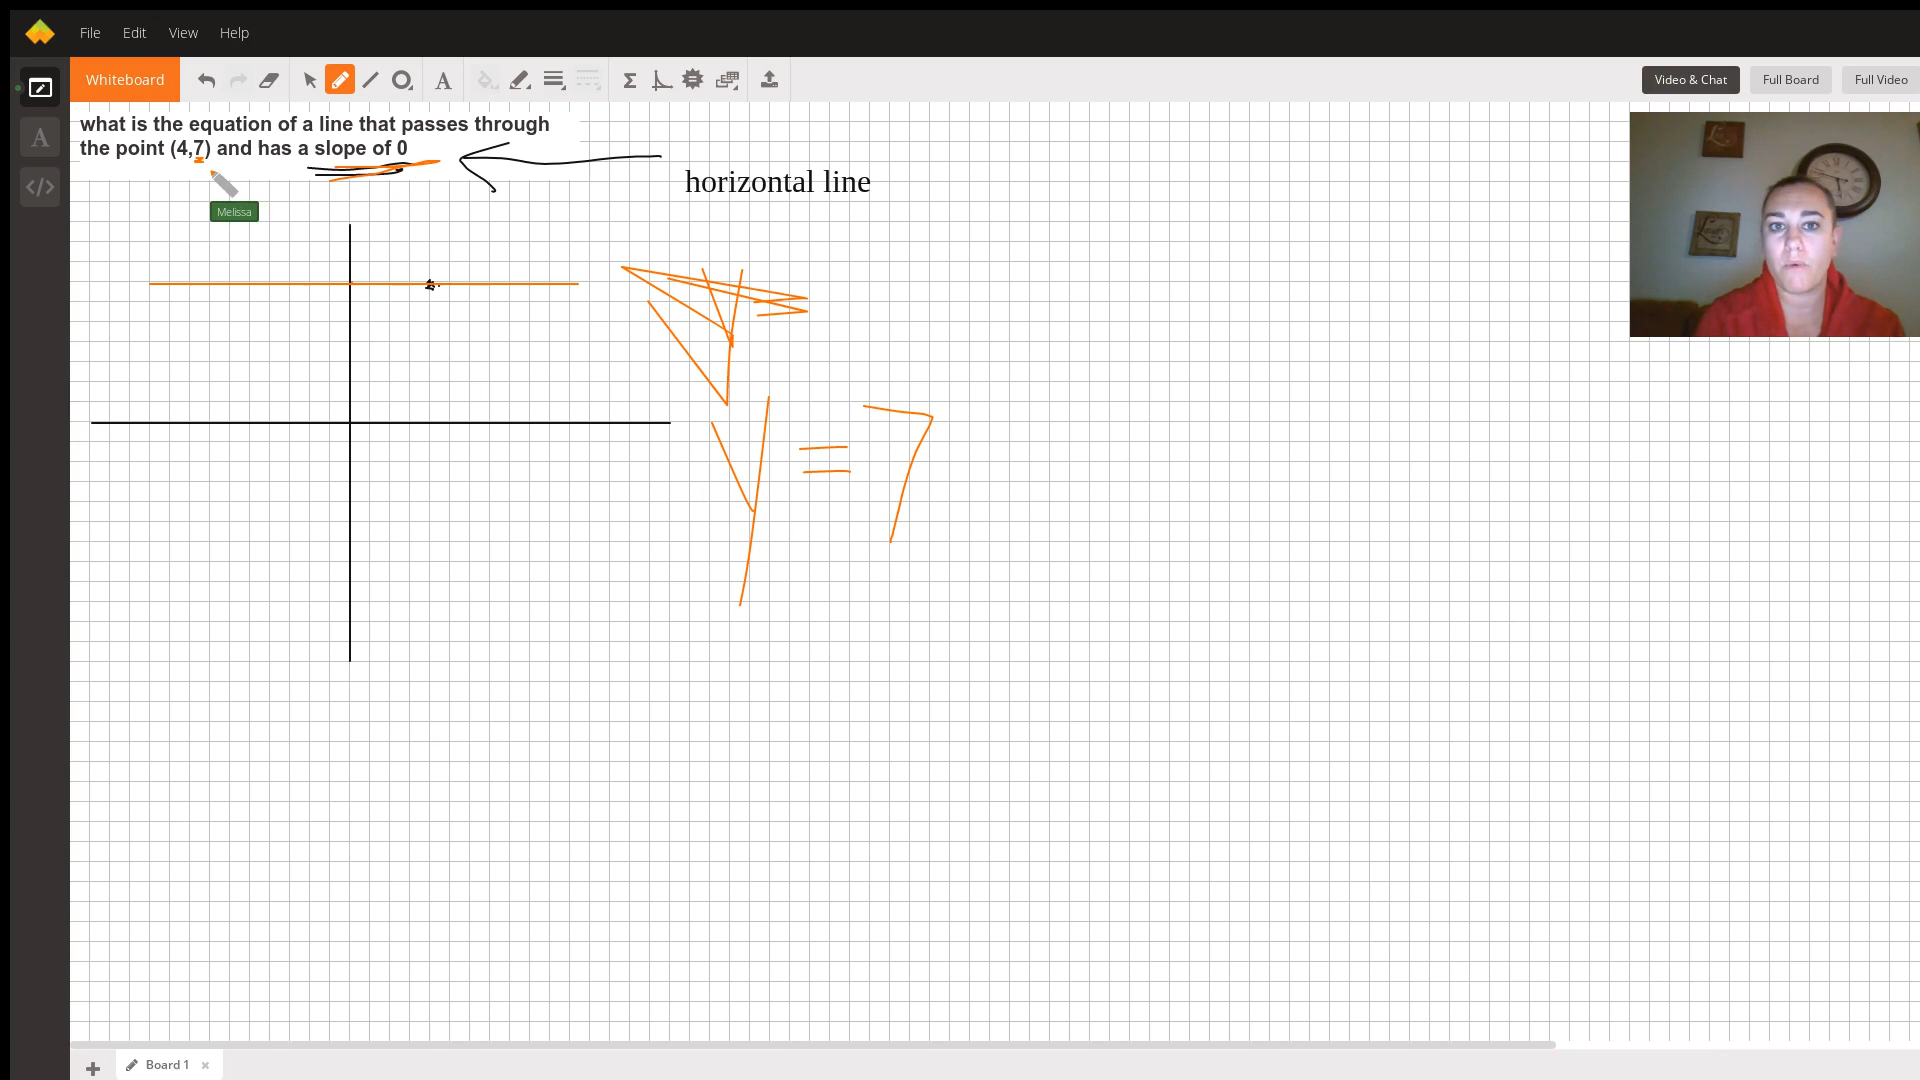 File Edit View Help
Whiteboard A Σ Video & Chat Full Board Full Video
A
</>
what is the equation of a line that passes through
the point (4,7) and has a slope of 0
horizontal line
Melissa
y = 7
Board 1